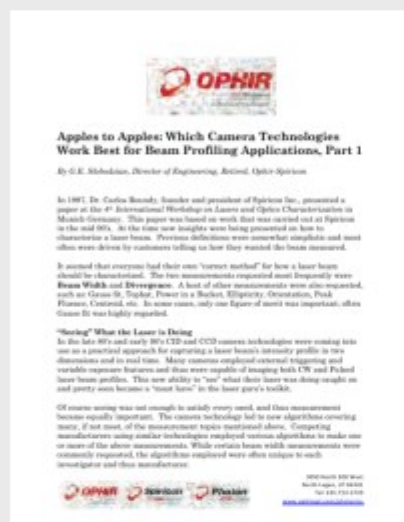 OPHIR
Apples to Apples: Which Camera Technologies
Work Best for Beam Profiling Applications, Part 1
By G.E. Slobodzian, Director of Engineering, Retired, Ophir-Spiricon
In 1997, Dr. Carlos Roundy, founder and president of Spiricon Inc., presented a
paper at the 4th International Workshop on Lasers and Optics Characterization in
Munich Germany. This paper was based on work that was carried out at Spiricon
in the mid 90's. At the time new insights were being presented on how to
characterize a laser beam. Previous definitions were somewhat simplistic and most
often were driven by customers telling us how they wanted the beam measured.
It seemed that everyone had their own "correct method" for how a laser beam
should be characterized. The two measurements requested most frequently were
Beam Width and Divergence. A host of other measurements were also requested,
such as: Gauss fit, Tophat, Power in a Bucket, Ellipticity, Orientation, Peak
Fluence, Centroid, etc. In some cases, only one figure of merit was important; often
Gauss fit was highly regarded.
"Seeing" What the Laser is Doing
In the late 80's and early 90's CID and CCD camera technologies were coming into
use as a practical approach for capturing a laser beam's intensity profile in two
dimensions and in real time. Many cameras employed external triggering and
variable exposure features and thus were capable of imaging both CW and Pulsed
laser beam profiles. This new ability to "see" what their laser was doing caught on
and pretty soon became a "must have" in the laser guru's toolkit.
Of course seeing was not enough to satisfy every need, and thus measurement
became equally important. The camera technology led to new algorithms covering
many, if not most, of the measurement topics mentioned above. Competing
manufacturers using similar technologies employed various algorithms to make one
or more of the above measurements. While certain beam width measurements were
commonly requested, the algorithms employed were often unique to each
investigator and thus manufacturer.
OPHIR Spiricon Photon